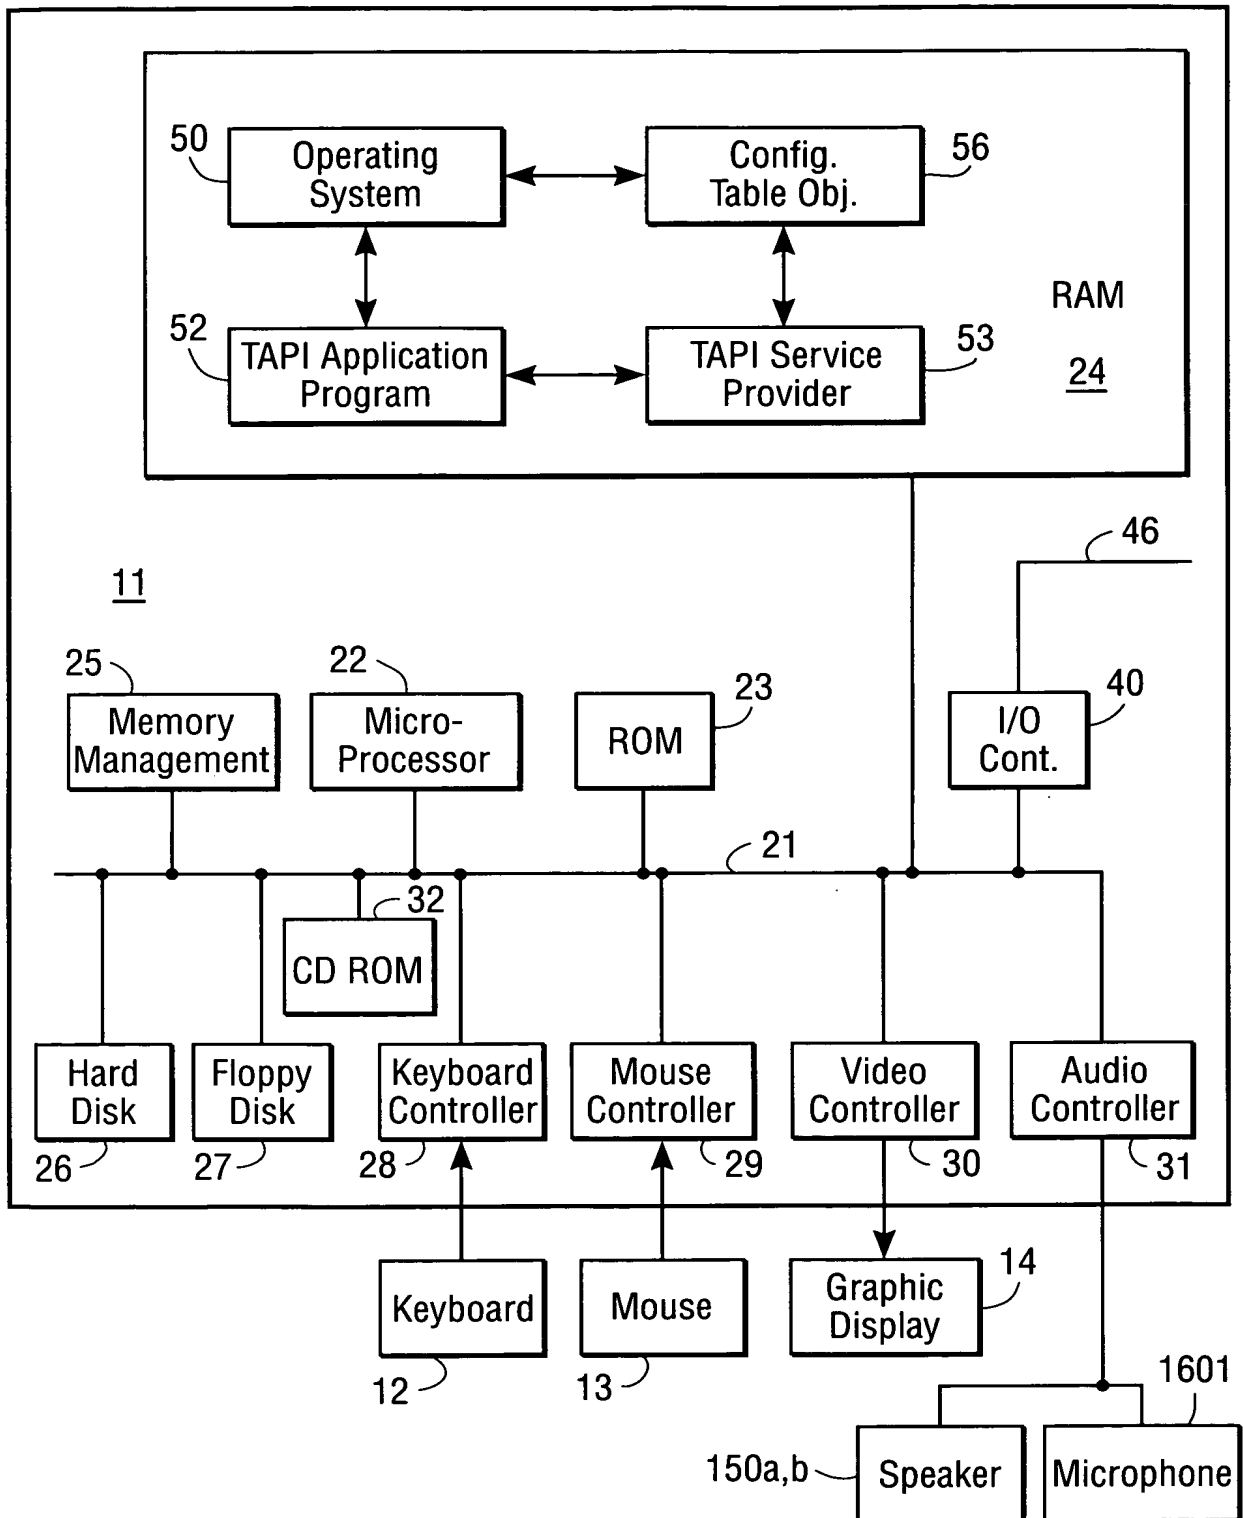 50
Operating
System
Config.
Table Obj.
56
52
TAPI Application
Program
TAPI Service
Provider
53
RAM
24
46
11
25
Memory
Management
22
Micro-
Processor
ROM
23
I/O
Cont.
40
21
32
CD ROM
Hard
Disk
26
Floppy
Disk
27
Keyboard
Controller
28
Mouse
Controller
29
Video
Controller
30
Audio
Controller
31
Keyboard
12
Mouse
13
Graphic
Display
14
1601
150a,b
Speaker
Microphone